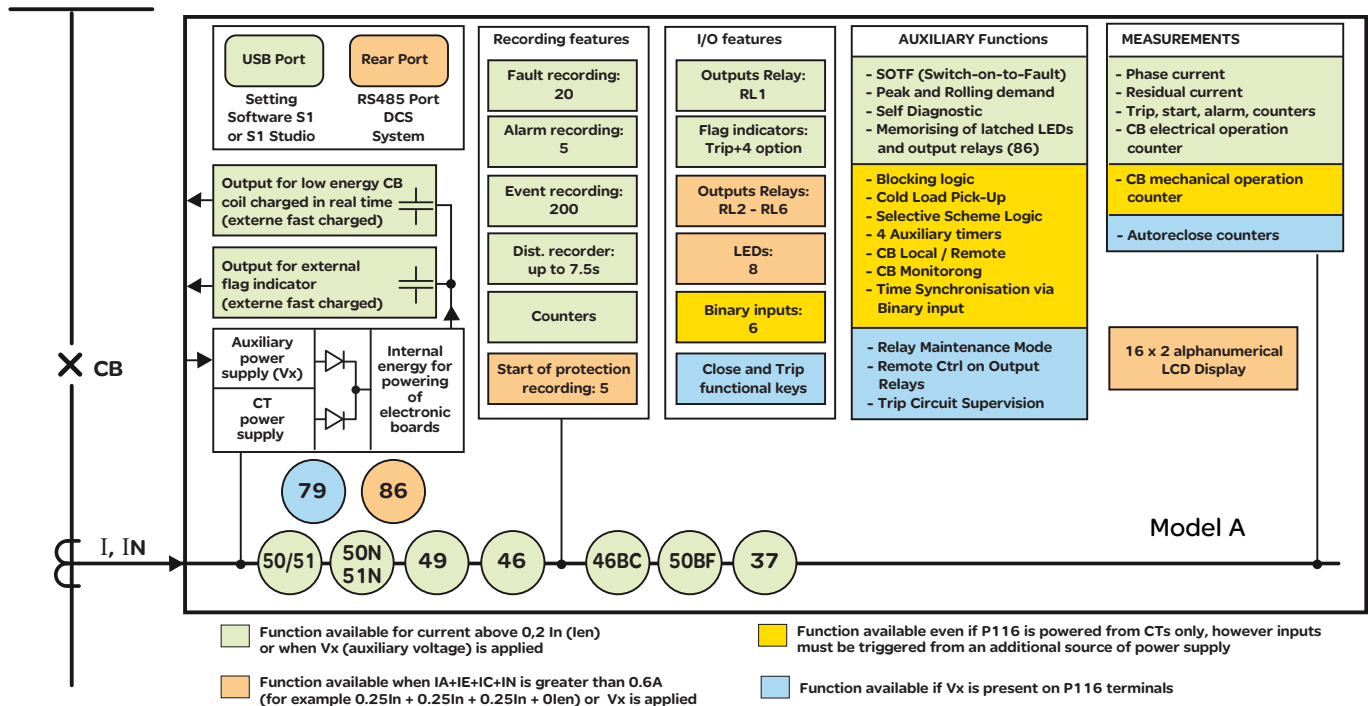 USB Port
Rear Port
Setting
Software S1
or S1 Studio
RS485 Port
DCS
System
Output for low energy CB
coil charged in real time
(externe fast charged)
Output for external
flag indicator
(externe fast charged)
Auxiliary
power
supply (Vx)
CT
power
supply
Internal
energy for
powering
of
electronic
boards
Recording features
Fault recording:
20
Alarm recording:
5
Event recording:
200
Dist. recorder:
up to 7.5s
Counters
Start of protection
recording: 5
I/O features
Outputs Relay:
RL1
Flag indicators:
Trip+4 option
Outputs Relays:
RL2 - RL6
LEDs:
8
Binary inputs:
6
Close and Trip
functional keys
AUXILIARY Functions
- SOTF (Switch-on-to-Fault)
- Peak and Rolling demand
- Self Diagnostic
- Memorising of latched LEDs
and output relays (86)
- Blocking logic
- Cold Load Pick-Up
- Selective Scheme Logic
- 4 Auxiliary timers
- CB Local / Remote
- CB Monitorong
- Time Synchronisation via
Binary input
- Relay Maintenance Mode
- Remote Ctrl on Output
Relays
- Trip Circuit Supervision
MEASUREMENTS
- Phase current
- Residual current
- Trip, start, alarm, counters
- CB electrical operation
counter
- CB mechanical operation
counter
- Autoreclose counters
16 x 2 alphanumerical
LCD Display
CB
79
86
I, IN
50/51
50N
51N
49
46
46BC
50BF
37
Model A
Function available for current above 0,2 In (Ien)
or when Vx (auxiliary voltage) is applied
Function available when IA+IE+IC+IN is greater than 0.6A
(for example 0.25In + 0.25In + 0.25In + 0Ien) or Vx is applied
Function available even if P116 is powered from CTs only, however inputs
must be triggered from an additional source of power supply
Function available if Vx is present on P116 terminals